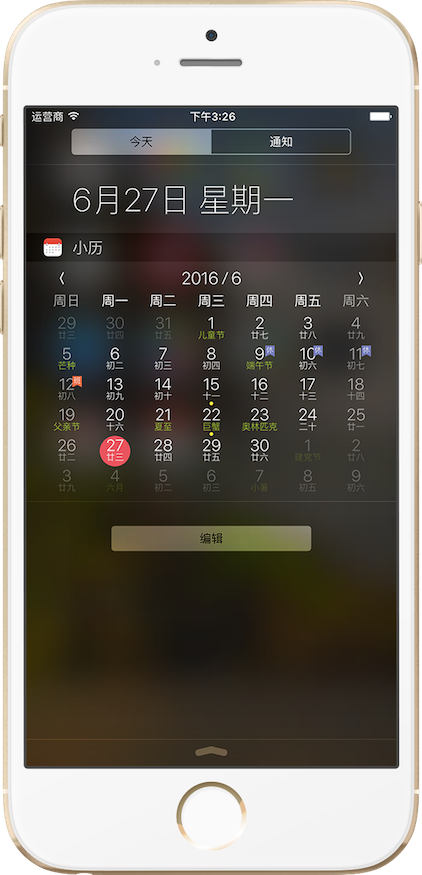 运营商 下午3:26
今天 通知
6月27日 星期一
小历
〈 2016 / 6 〉
周日 周一 周二 周三 周四 周五 周六
29 30 31 1 2 3 4
廿三 廿四 廿五 儿童节 廿七 廿八 廿九
5 6 7 8 9 休 10 休 11 休
芒种 初二 初三 初四 端午节 初六 初七
12 班 13 14 15 16 17 18
初八 初九 初十 十一 十二 十三 十四
19 20 21 22 23 24 25
父亲节 十六 夏至 巨蟹 奥林匹克 二十 廿一
26 27 28 29 30 1 2
廿二 廿三 廿四 廿五 廿六 建党节 廿八
3 4 5 6 7 8 9
廿九 六月 初二 初三 小暑 初五 初六
编辑